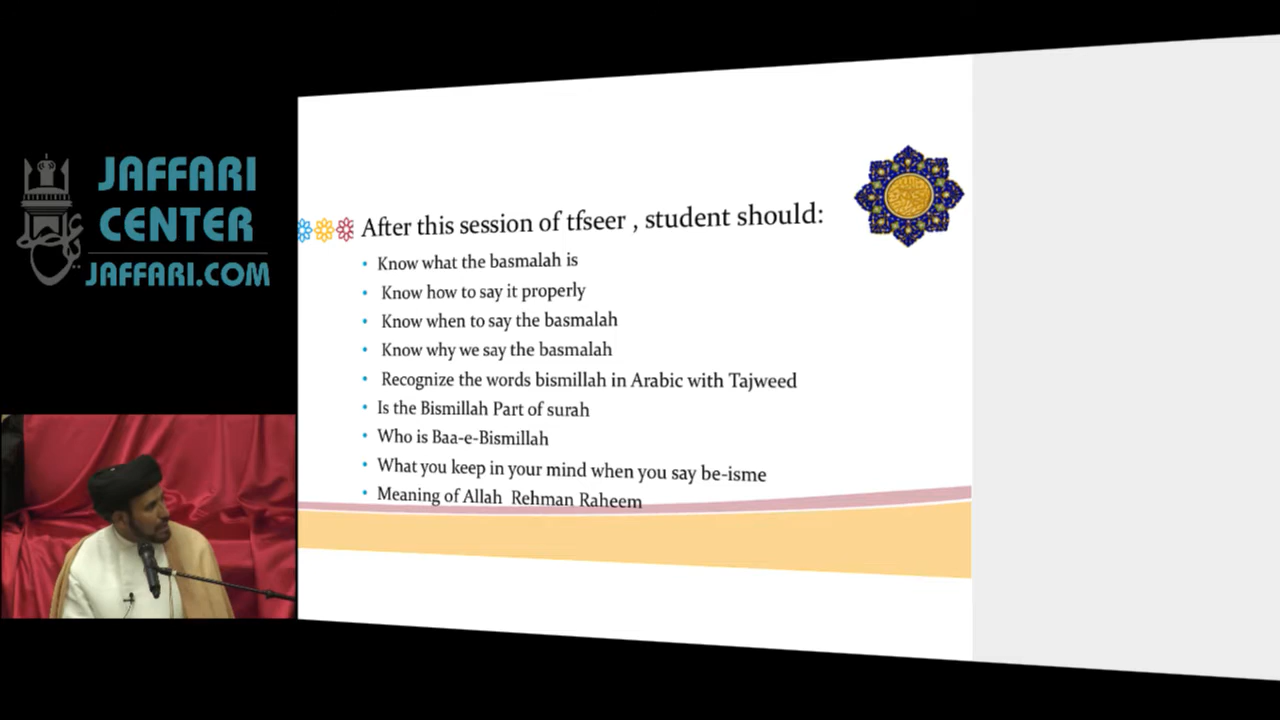 JAFFARI
CENTER
JAFFARI.COM
After this session of tfseer , student should:
• Know what the basmalah is
• Know how to say it properly
• Know when to say the basmalah
• Know why we say the basmalah
• Recognize the words bismillah in Arabic with Tajweed
• Is the Bismillah Part of surah
• Who is Baa-e-Bismillah
• What you keep in your mind when you say be-isme
• Meaning of Allah Rehman Raheem